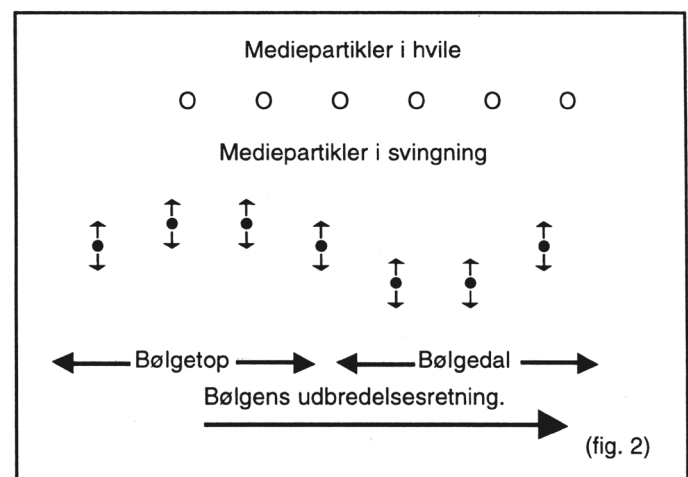 Mediepartikler i hvile
O O O O O O
Mediepartikler i svingning
Bølgetop Bølgedal
Bølgens udbredelsesretning.
(fig. 2)